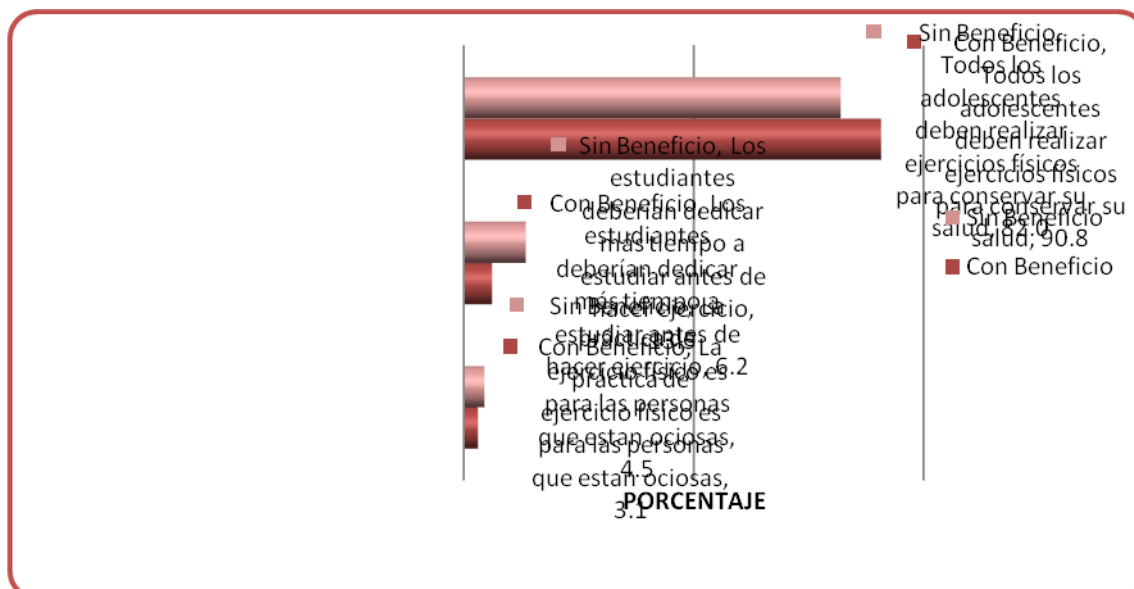 Sin Beneficio,
Todos los
adolescentes
deben realizar
ejercicios físicos
para conservar su
salud, 82.0
Con Beneficio,
Todos los
adolescentes
deben realizar
ejercicios físicos
para conservar su
salud, 90.8
Sin Beneficio, Los
estudiantes
deberían dedicar
más tiempo a
estudiar antes de
hacer ejercicio,
Con Beneficio, Los
estudiantes
deberían dedicar
más tiempo a
estudiar antes de
hacer ejercicio, 6.2
Sin Beneficio, La
práctica de
ejercicio físico es
para las personas
que estan ociosas,
4.5
Con Beneficio, La
práctica de
ejercicio físico es
para las personas
que estan ociosas,
3.1
Sin Beneficio
Con Beneficio
PORCENTAJE